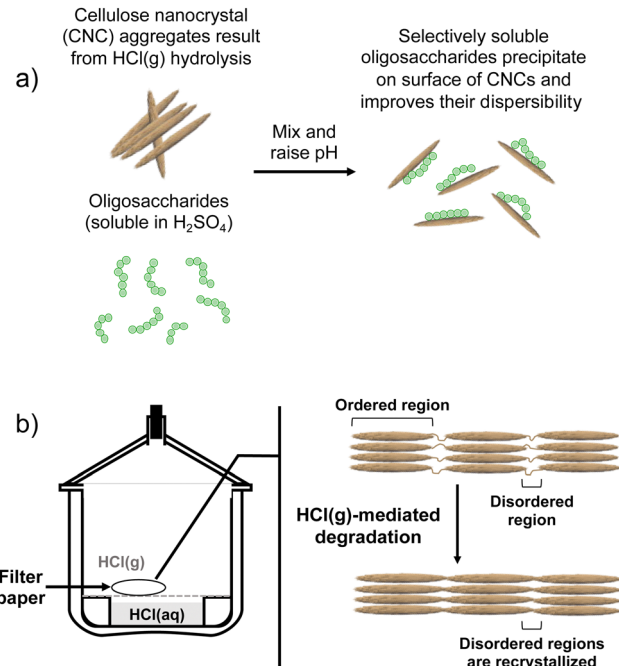 a)
Cellulose nanocrystal
(CNC) aggregates result
from HCl(g) hydrolysis
Oligosaccharides
(soluble in H₂SO₄)
Mix and
raise pH
Selectively soluble
oligosaccharides precipitate
on surface of CNCs and
improves their dispersibility
b)
HCl(g)
Filter
paper
HCl(aq)
Ordered region
Disordered
region
HCl(g)-mediated
degradation
Disordered regions
are recrystallized